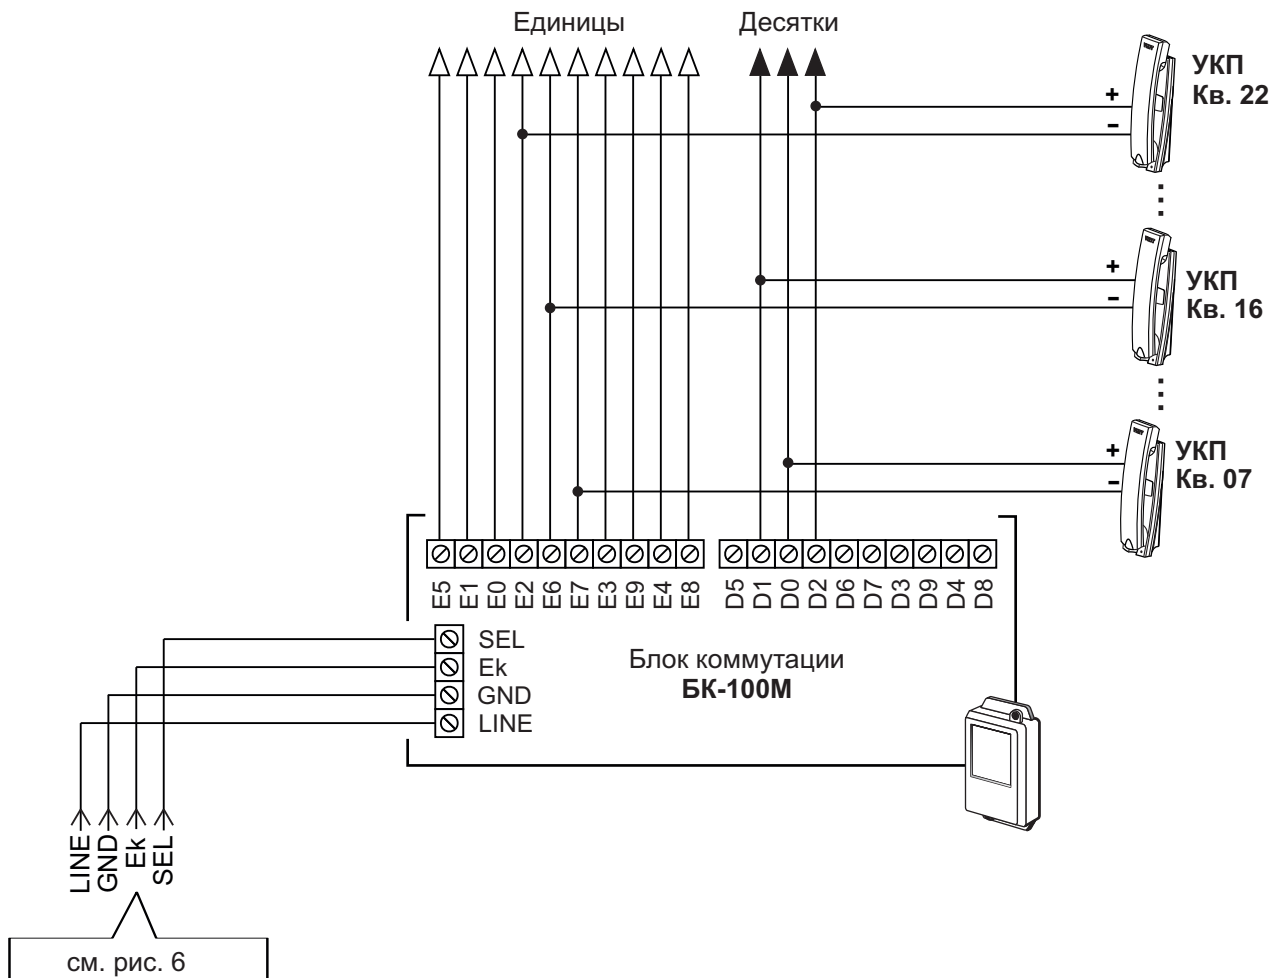 Единицы
Десятки
+
−
УКП
Кв. 22
+
−
УКП
Кв. 16
+
−
УКП
Кв. 07
E5 E1 E0 E2 E6 E7 E3 E9 E4 E8
D5 D1 D0 D2 D6 D7 D3 D9 D4 D8
SEL
Ek
GND
LINE
Блок коммутации
БК-100М
LINE
GND
Ek
SEL
см. рис. 6